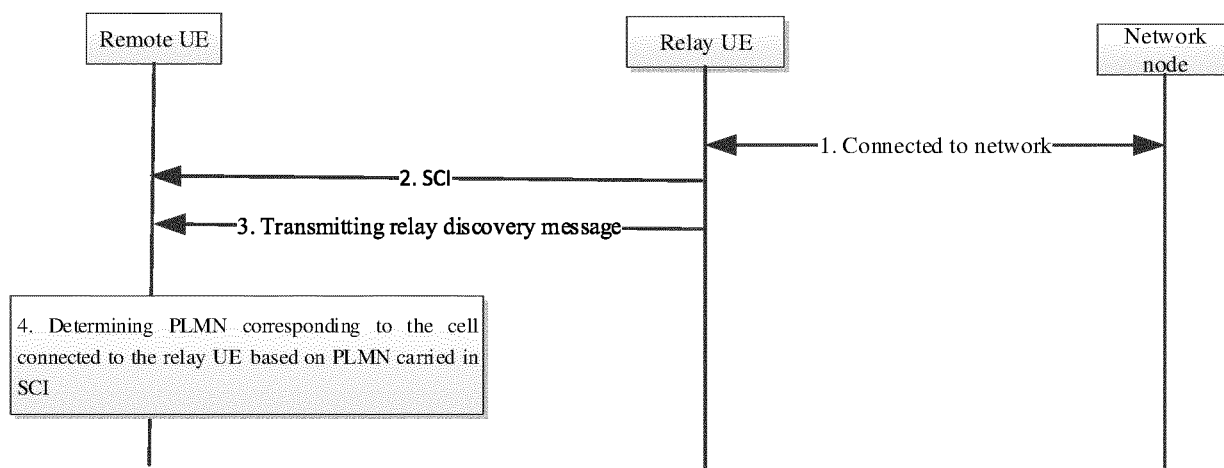 Remote UE
Relay UE
Network
node
1. Connected to network
2. SCI
3. Transmitting relay discovery message
4. Determining PLMN corresponding to the cell
connected to the relay UE based on PLMN carried in
SCI